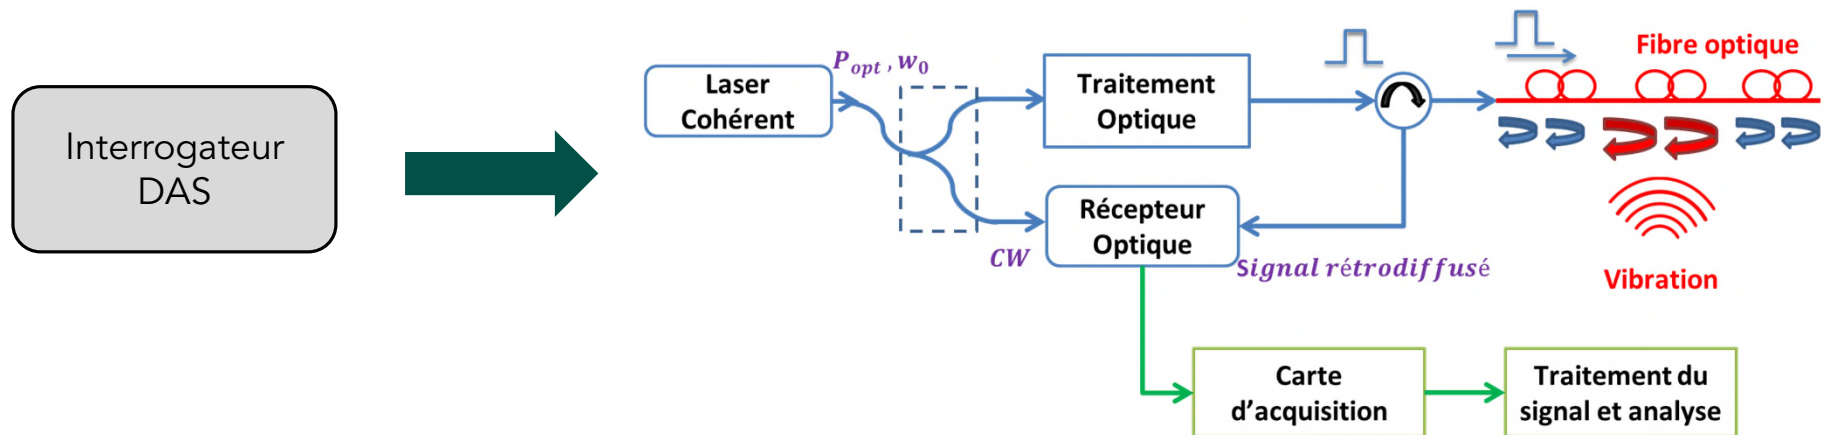 Interrogateur
DAS
Laser
Cohérent
P_opt , w_0
Traitement
Optique
Fibre optique
Récepteur
Optique
CW
Signal rétrodiffusé
Vibration
Carte
d’acquisition
Traitement du
signal et analyse